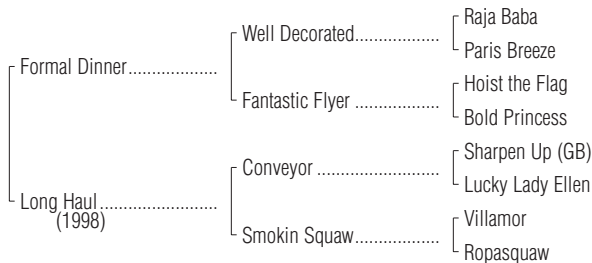 Raja Baba
Well Decorated...................
Paris Breeze
Formal Dinner....................
Hoist the Flag
Fantastic Flyer ...................
Bold Princess
Sharpen Up (GB)
Conveyor ...........................
Lucky Lady Ellen
Long Haul..........................
(1998)
Villamor
Smokin Squaw...................
Ropasquaw